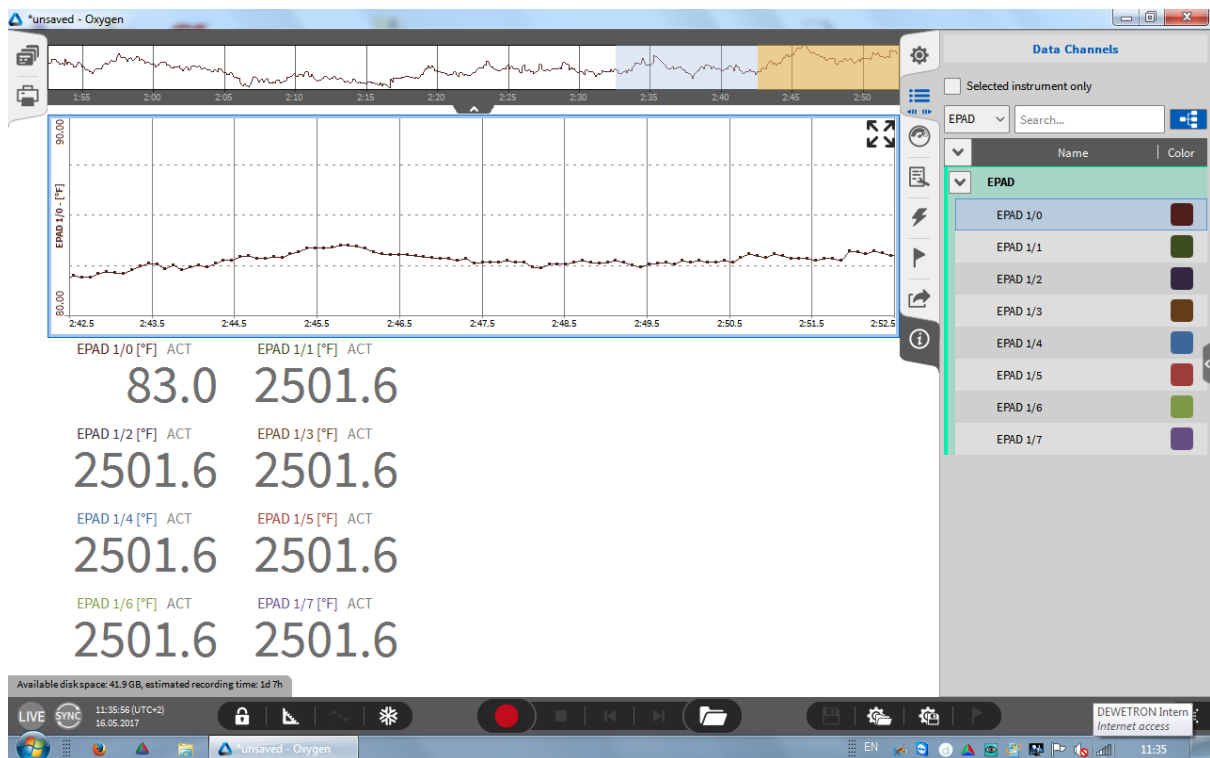 *unsaved - Oxygen
1:55 2:00 2:05 2:10 2:15 2:20 2:25 2:30 2:35 2:40 2:45 2:50
90.00
EPAD 1/0 - [°F]
80.00
2:42.5 2:43.5 2:44.5 2:45.5 2:46.5 2:47.5 2:48.5 2:49.5 2:50.5 2:51.5 2:52.5
EPAD 1/0 [°F] ACT EPAD 1/1 [°F] ACT
83.0 2501.6
EPAD 1/2 [°F] ACT EPAD 1/3 [°F] ACT
2501.6 2501.6
EPAD 1/4 [°F] ACT EPAD 1/5 [°F] ACT
2501.6 2501.6
EPAD 1/6 [°F] ACT EPAD 1/7 [°F] ACT
2501.6 2501.6
Data Channels
Selected instrument only
EPAD Search...
Name Color
EPAD
EPAD 1/0
EPAD 1/1
EPAD 1/2
EPAD 1/3
EPAD 1/4
EPAD 1/5
EPAD 1/6
EPAD 1/7
Available disk space: 41.9 GB, estimated recording time: 1d 7h
LIVE SYNC 11:35:56 (UTC+2)
16.05.2017
DEWETRON Intern
Internet access
*unsaved - Oxygen EN 11:35